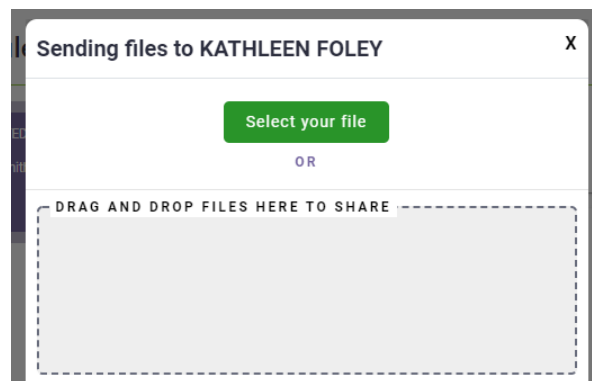 Sending files to KATHLEEN FOLEY
X
Select your file
OR
DRAG AND DROP FILES HERE TO SHARE